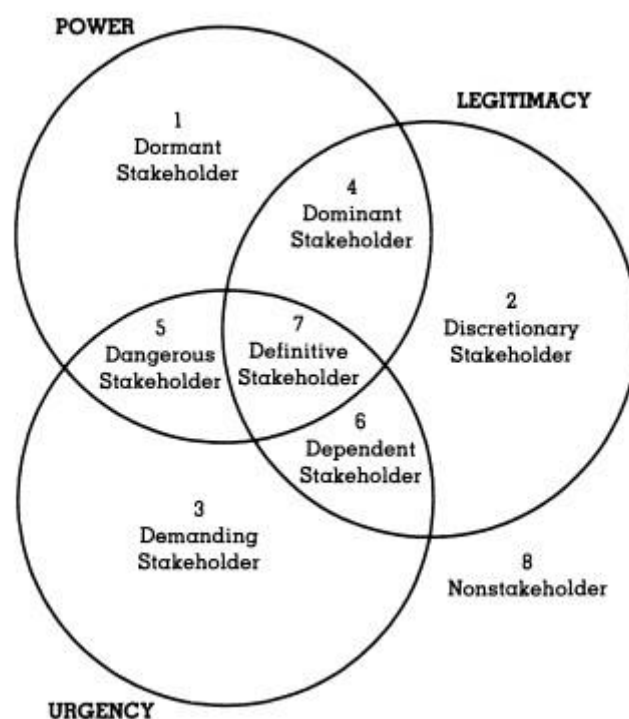 POWER
LEGITIMACY
1
Dormant
Stakeholder
4
Dominant
Stakeholder
2
Discretionary
Stakeholder
5
Dangerous
Stakeholder
7
Definitive
Stakeholder
6
Dependent
Stakeholder
3
Demanding
Stakeholder
8
Nonstakeholder
URGENCY